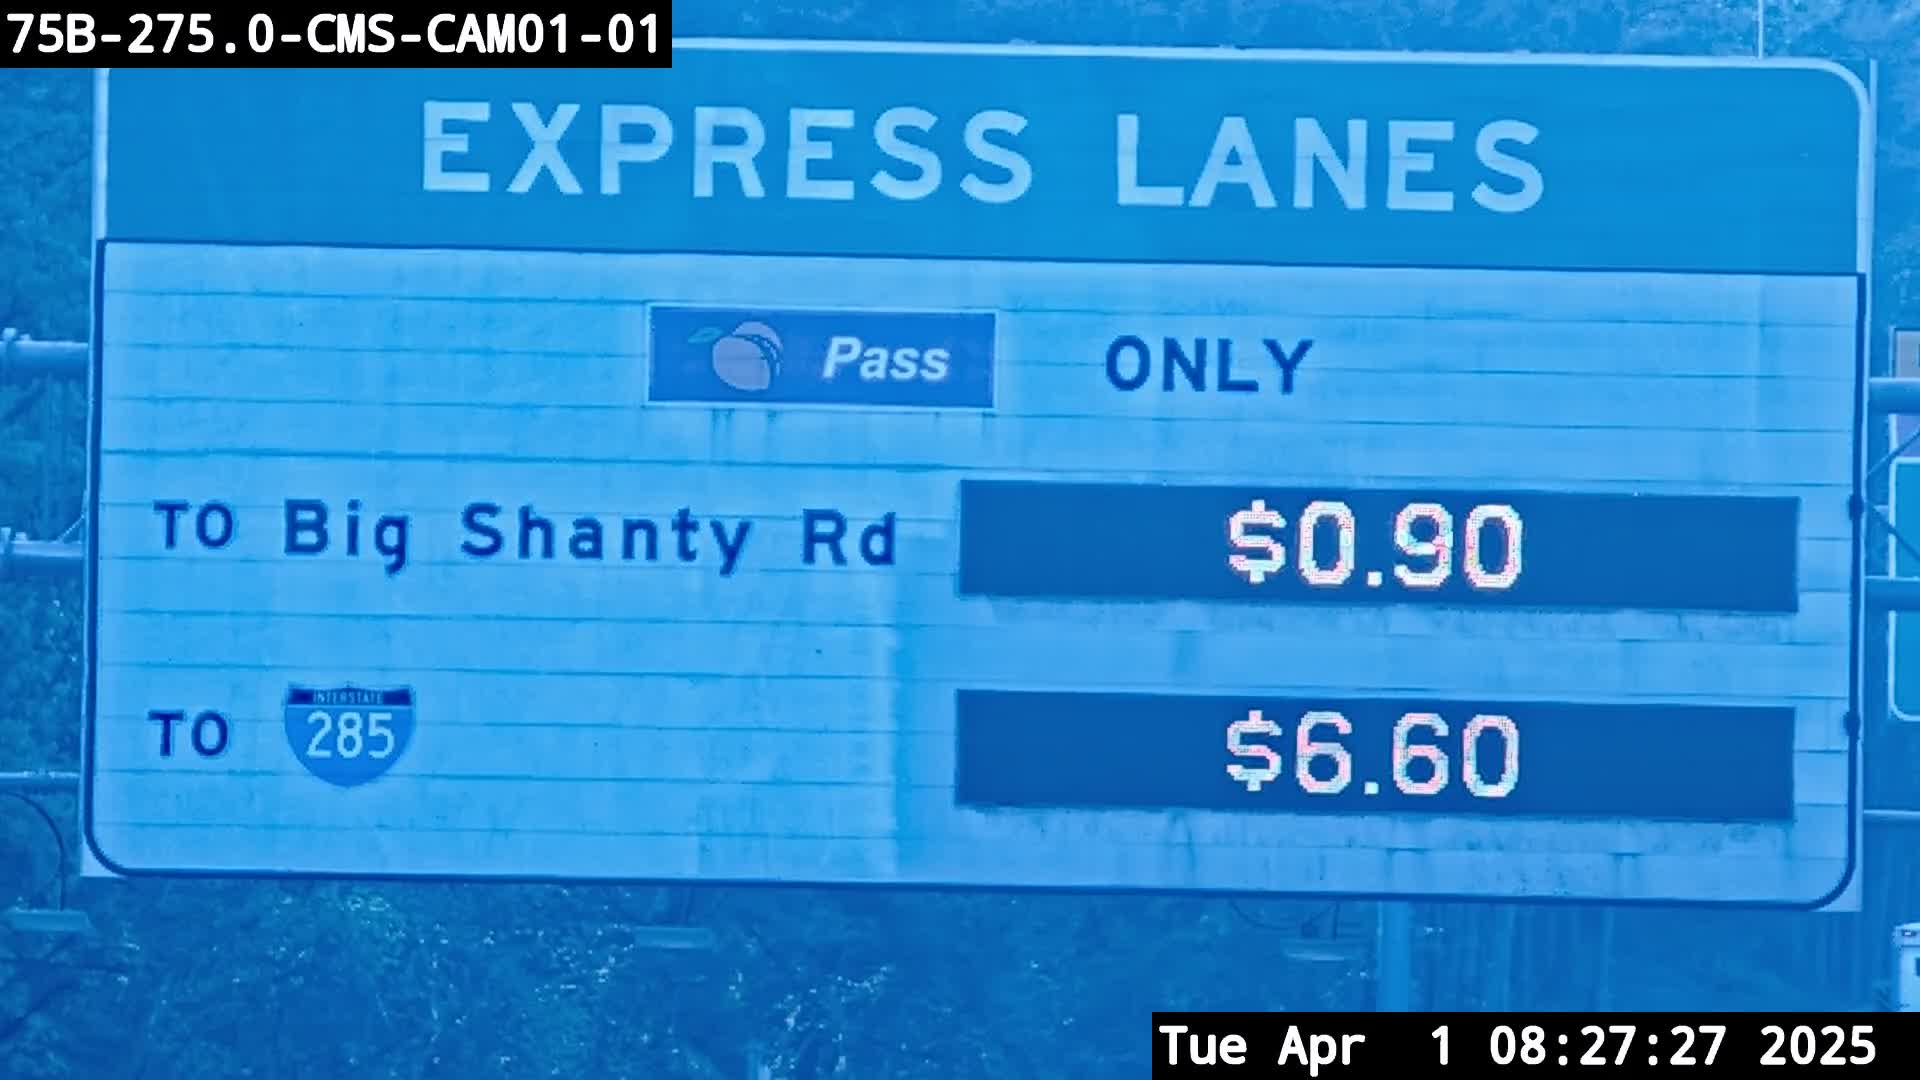 75B-275.0-CMS-CAM01-01
EXPRESS LANES
Pass ONLY
TO Big Shanty Rd $0.90
TO INTERSTATE 285 $6.60
Tue Apr 1 08:27:27 2025